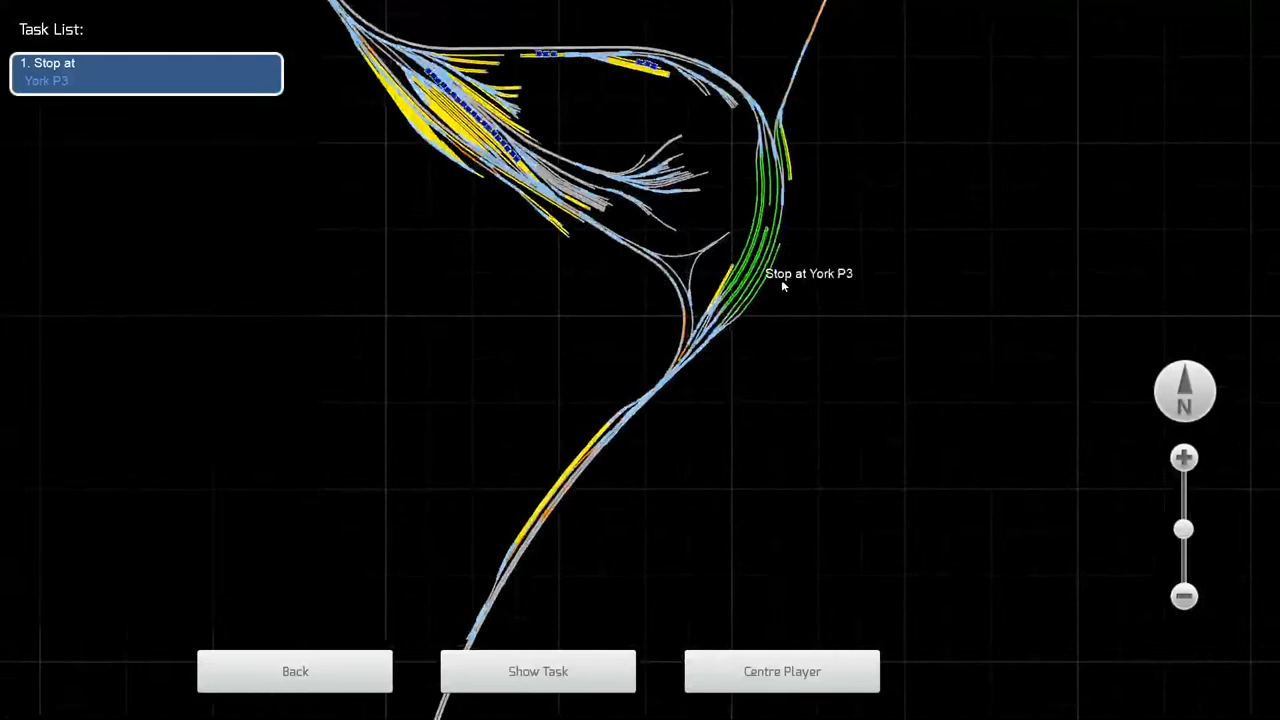 Task List:
1. Stop at
York P3
Stop at York P3
N
Back
Show Task
Centre Player